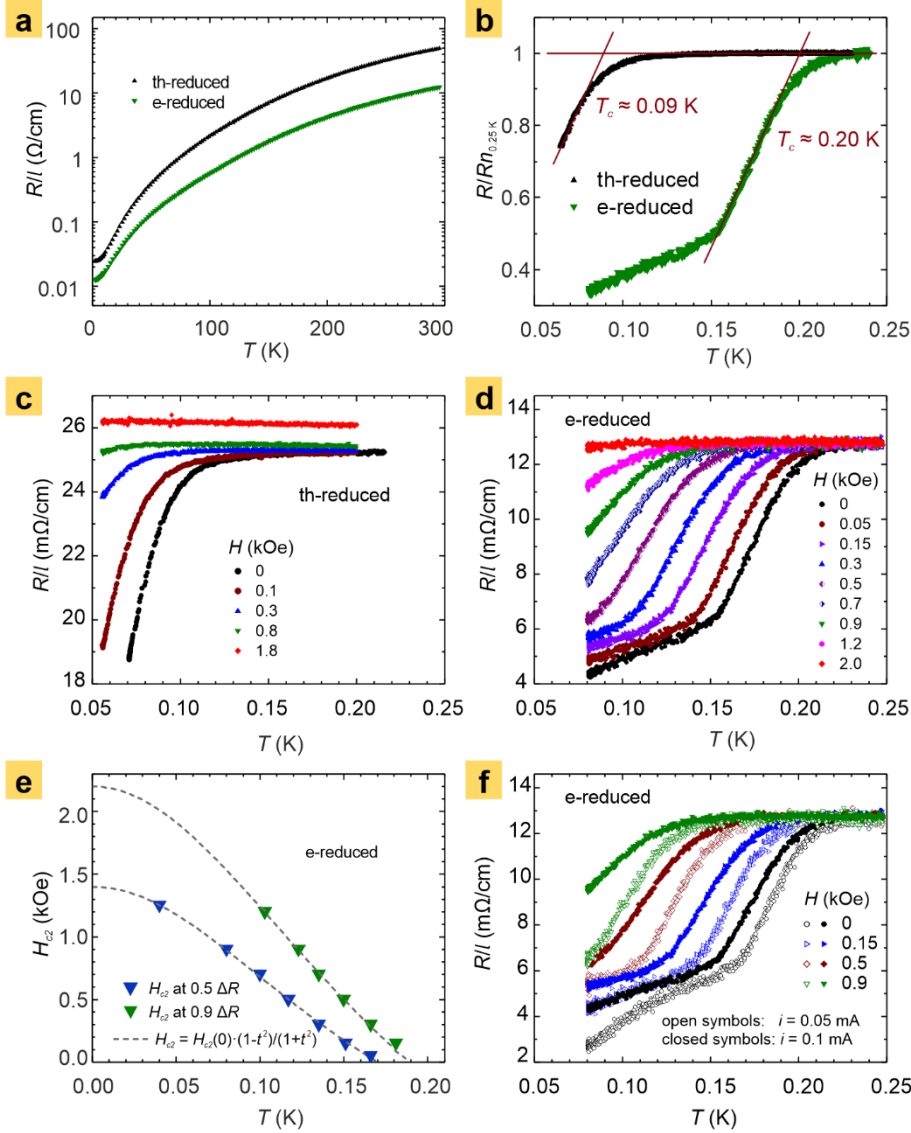 a
100
10
1
0.1
0.01
R/l (Ω/cm)
th-reduced
e-reduced
0
100
200
300
T (K)
b
1
0.8
0.6
0.4
R/Rn0.25 K
Tc ≈ 0.09 K
Tc ≈ 0.20 K
th-reduced
e-reduced
0.05
0.10
0.15
0.20
0.25
T (K)
c
26
24
22
20
18
R/l (mΩ/cm)
th-reduced
H (kOe)
0
0.1
0.3
0.8
1.8
0.05
0.10
0.15
0.20
0.25
T (K)
d
14
12
10
8
6
4
R/l (mΩ/cm)
e-reduced
H (kOe)
0
0.05
0.15
0.3
0.5
0.7
0.9
1.2
2.0
0.05
0.10
0.15
0.20
0.25
T (K)
e
2.0
1.5
1.0
0.5
0.0
Hc2 (kOe)
e-reduced
Hc2 at 0.5 ΔR
Hc2 at 0.9 ΔR
Hc2 = Hc2(0)·(1-t²)/(1+t²)
0.00
0.05
0.10
0.15
0.20
T (K)
f
14
12
10
8
6
4
2
R/l (mΩ/cm)
e-reduced
H (kOe)
0
0.15
0.5
0.9
open symbols: i = 0.05 mA
closed symbols: i = 0.1 mA
0.05
0.10
0.15
0.20
0.25
T (K)